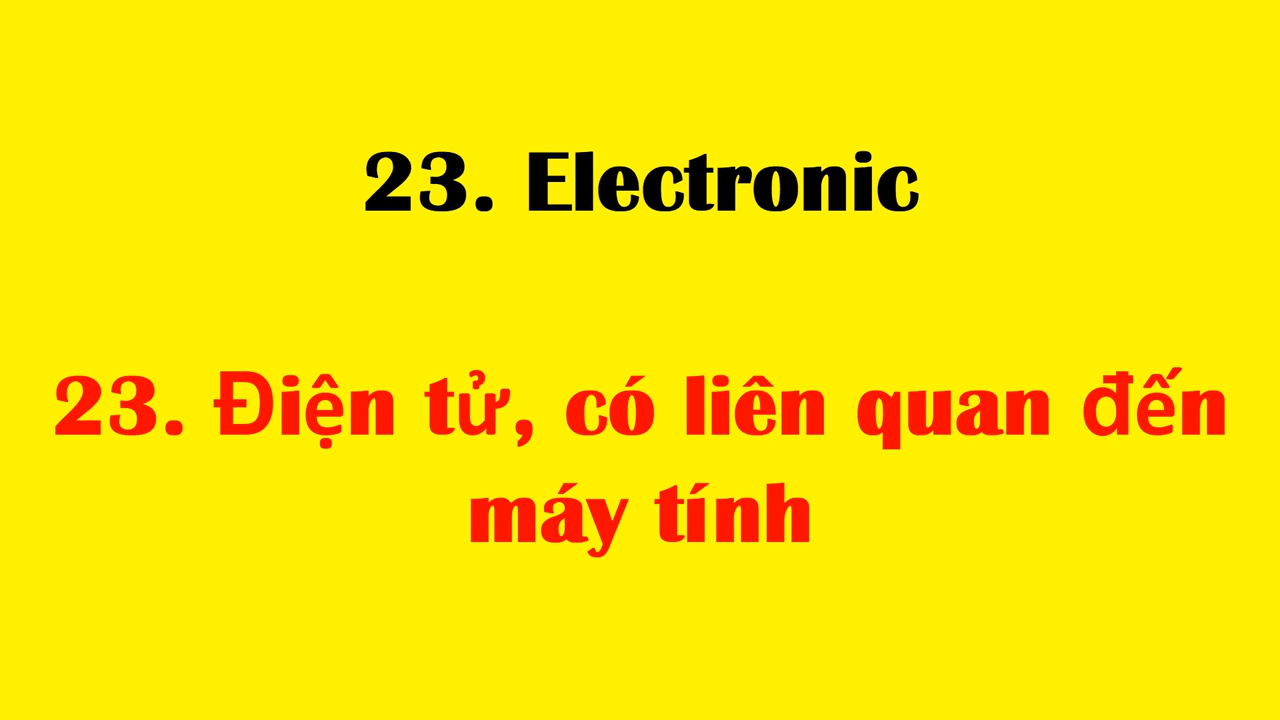 23. Electronic
23. Điện tử, có liên quan đến
máy tính